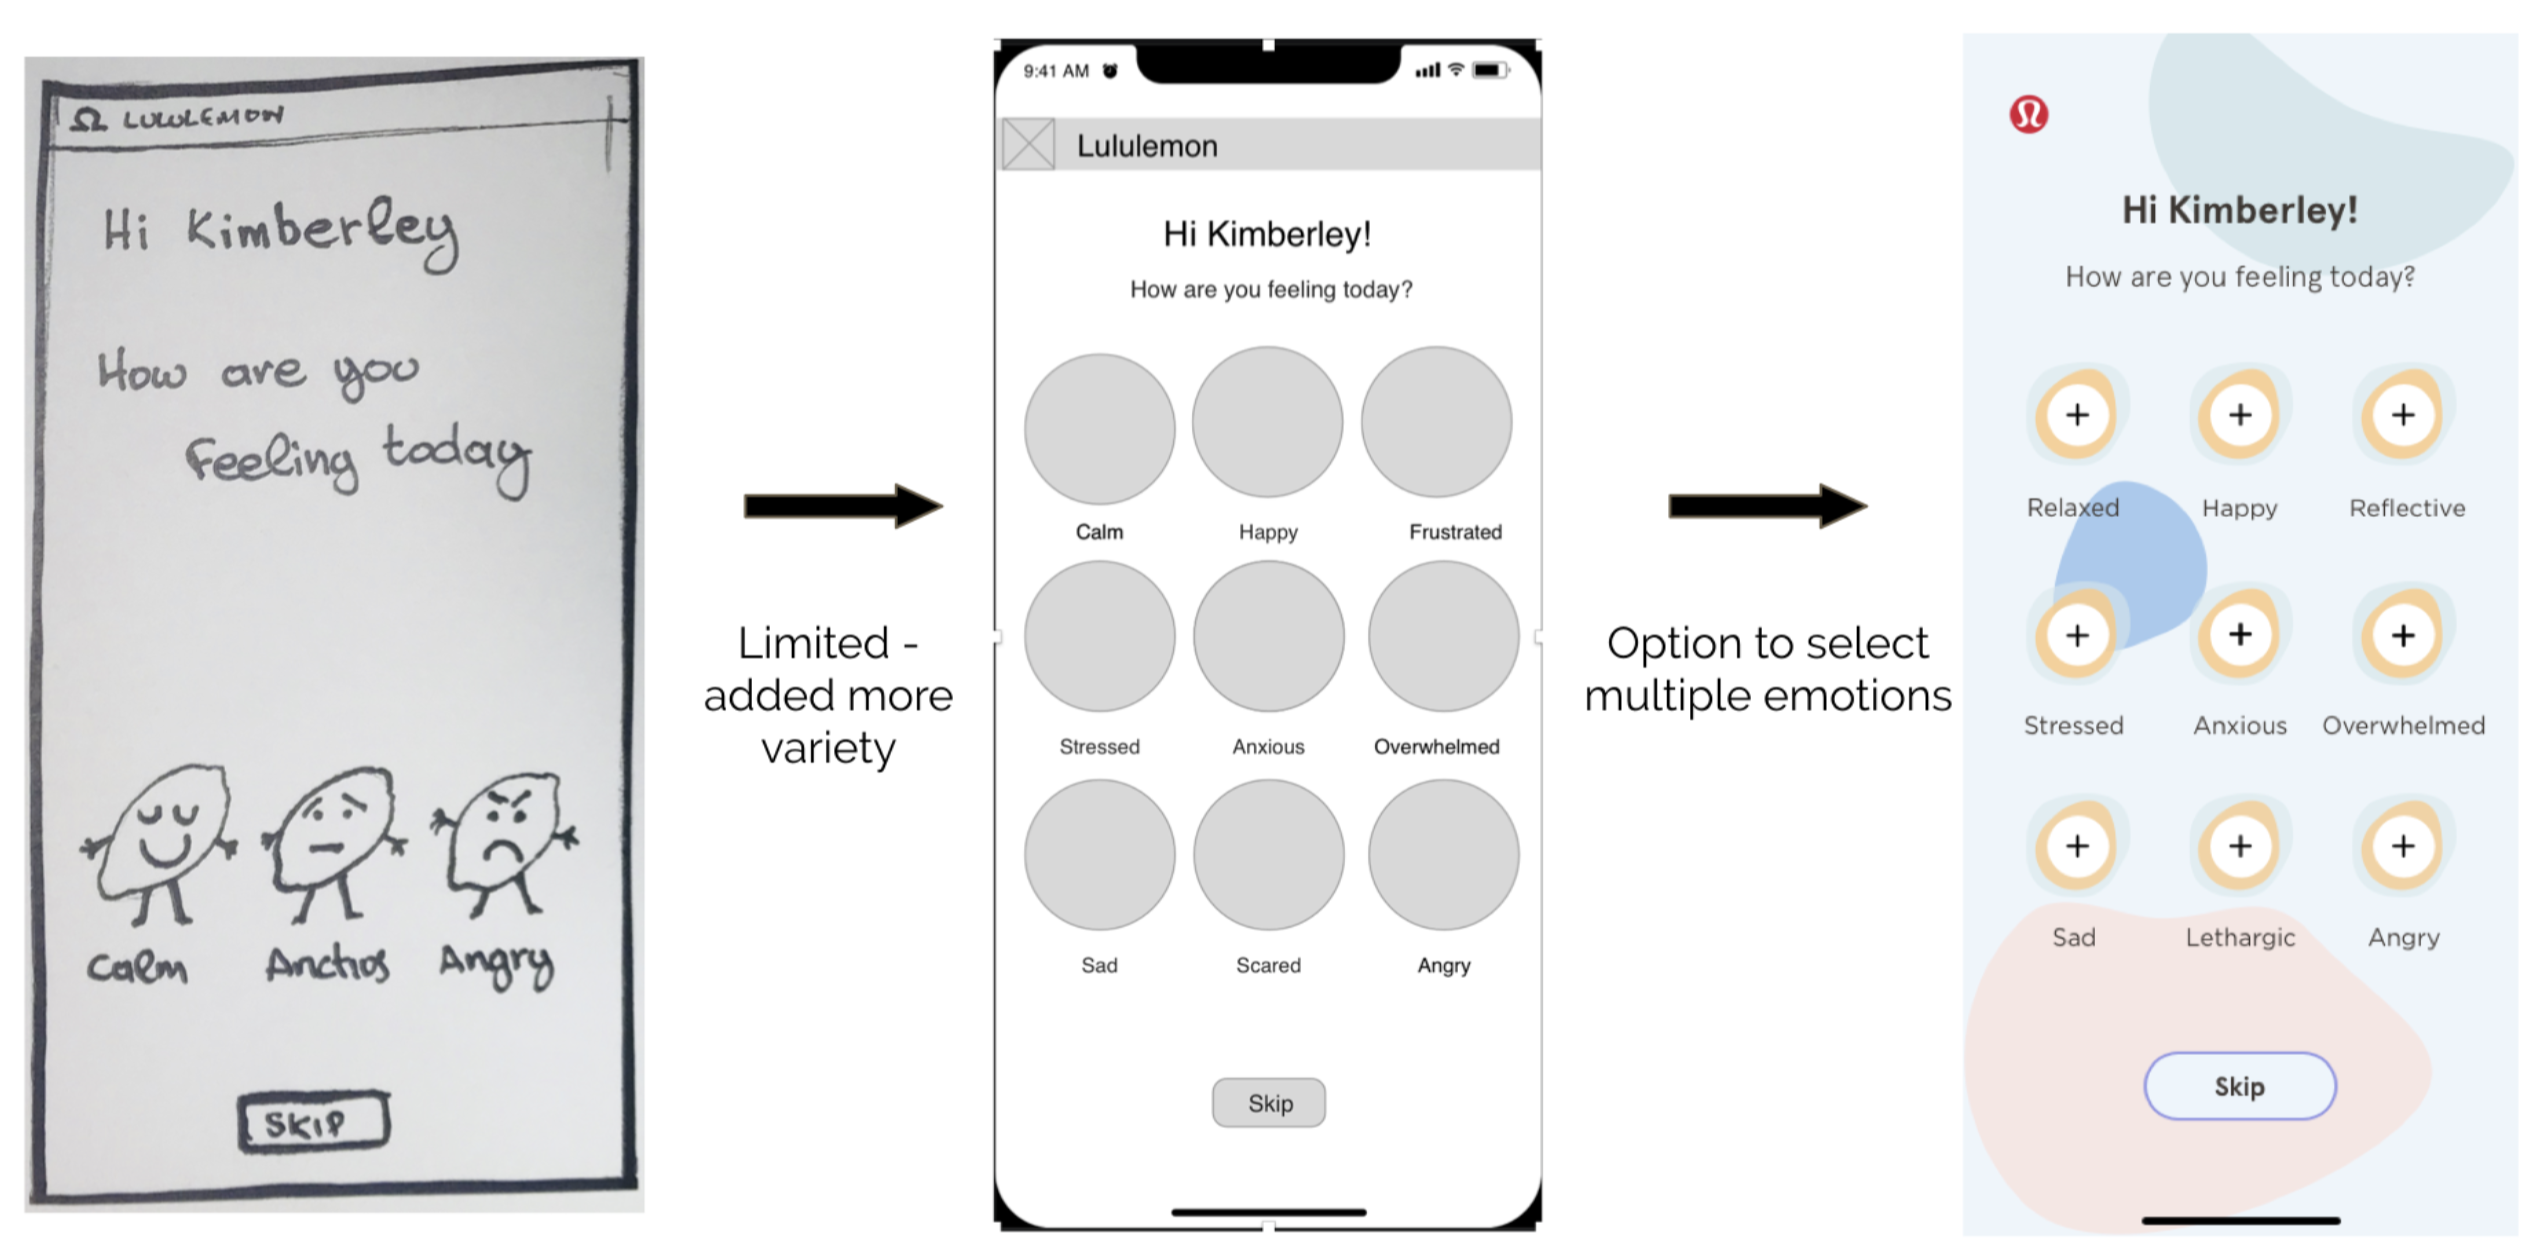 Ω LULULEMON
Hi Kimberley
How are you
Feeling today
Calm Anchos Angry
SKIP
Limited -
added more
variety
9:41 AM
Lululemon
Hi Kimberley!
How are you feeling today?
Calm Happy Frustrated
Stressed Anxious Overwhelmed
Sad Scared Angry
Skip
Option to select
multiple emotions
Hi Kimberley!
How are you feeling today?
Relaxed Happy Reflective
Stressed Anxious Overwhelmed
Sad Lethargic Angry
Skip